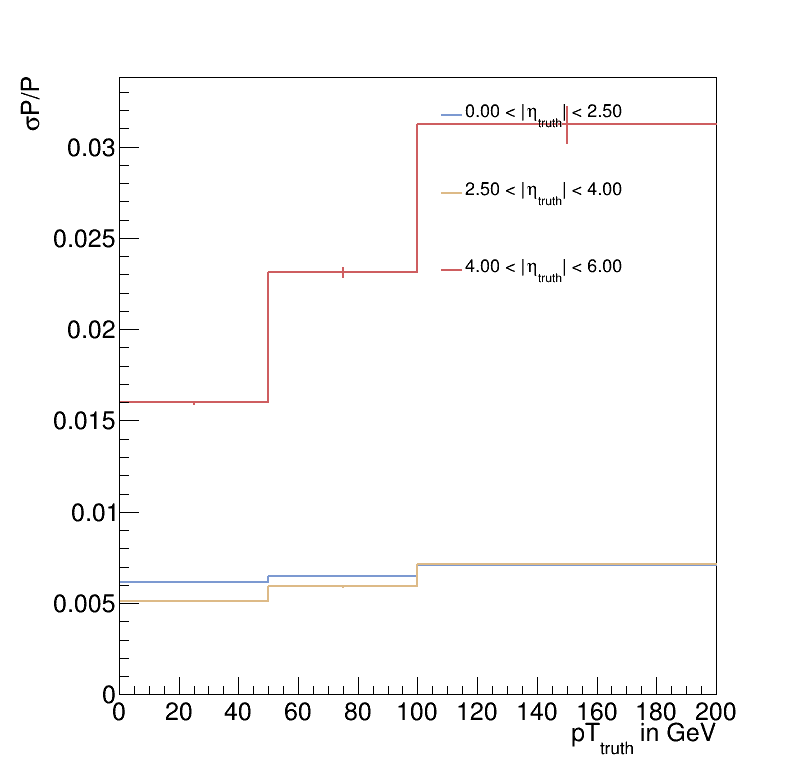 σP/P
0.00 < |η_truth| < 2.50
0.03
2.50 < |η_truth| < 4.00
0.025
4.00 < |η_truth| < 6.00
0.02
0.015
0.01
0.005
0
0 20 40 60 80 100 120 140 160 180 200
pT_truth in GeV